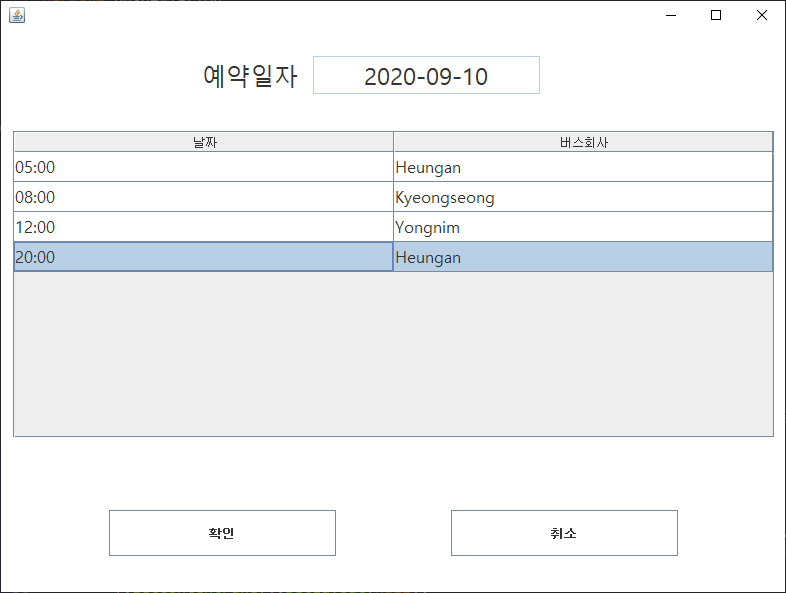 예약일자 2020-09-10
날짜 버스회사
05:00 Heungan
08:00 Kyeongseong
12:00 Yongnim
20:00 Heungan
확인 취소